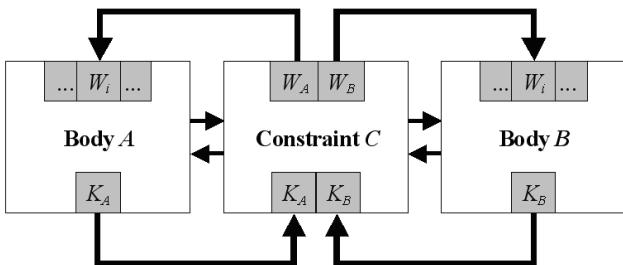 ... W_i ... W_A W_B ... W_i ...
Body A Constraint C Body B
K_A K_A K_B K_B